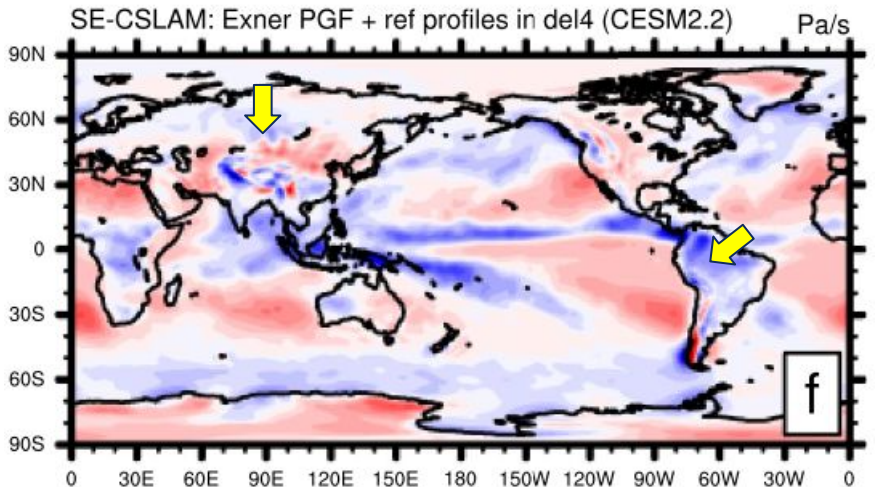 SE-CSLAM: Exner PGF + ref profiles in del4 (CESM2.2) Pa/s
90N
60N
30N
0
30S
60S
90S
f
0 30E 60E 90E 120E 150E 180 150W 120W 90W 60W 30W 0